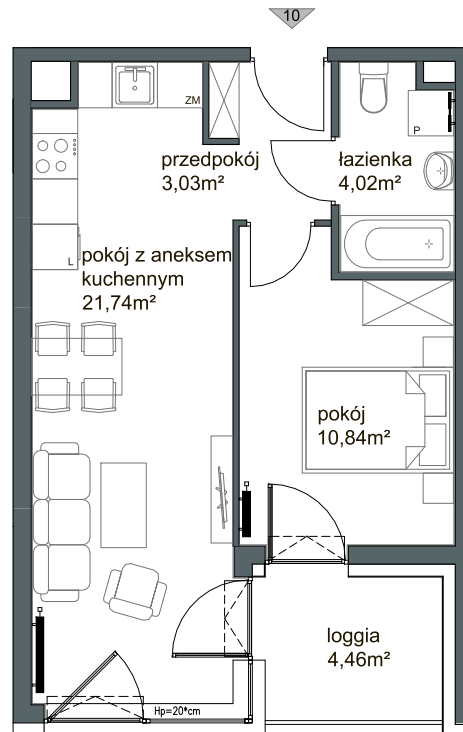 10
ZM
przedpokój
3,03m²
łazienka
4,02m²
P
pokój z aneksem
kuchennym
21,74m²
L
pokój
10,84m²
loggia
4,46m²
Hp=20*cm